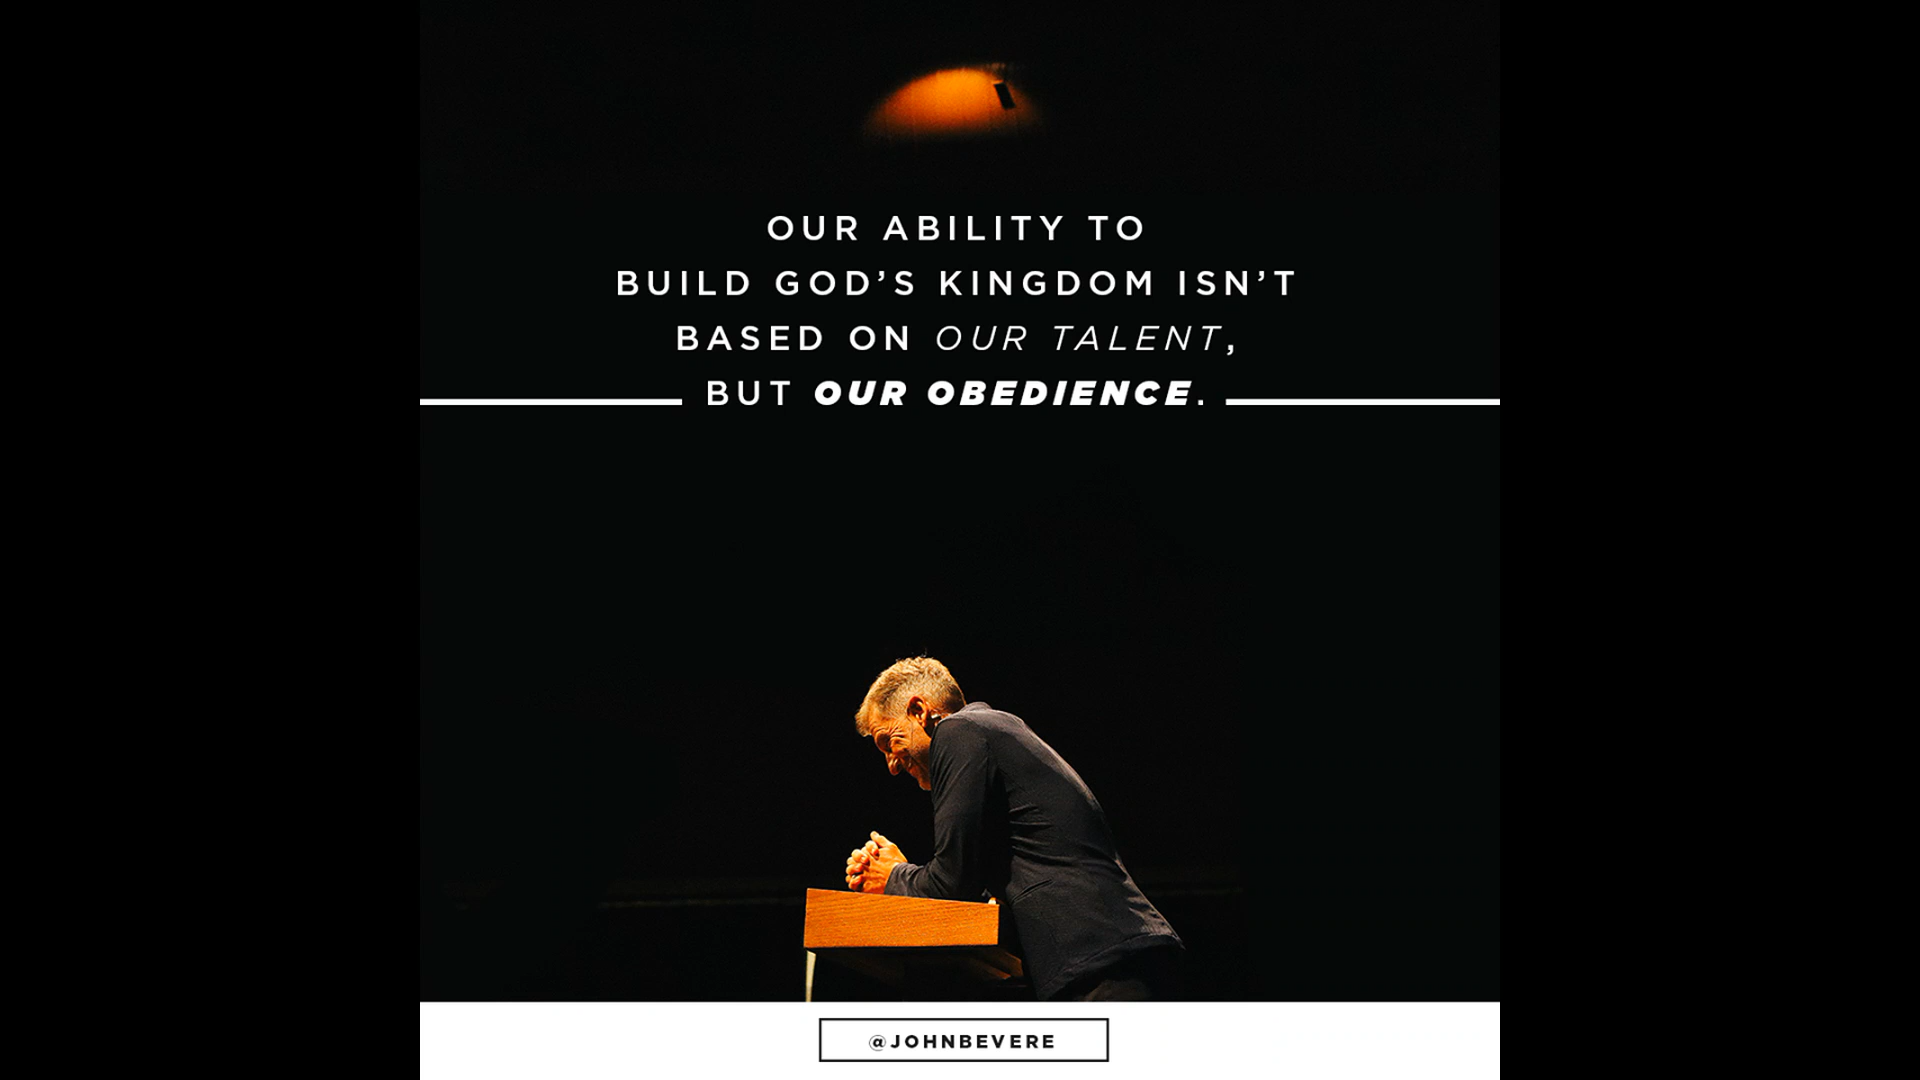 OUR ABILITY TO
BUILD GOD’S KINGDOM ISN’T
BASED ON OUR TALENT,
BUT OUR OBEDIENCE.
@JOHNBEVERE